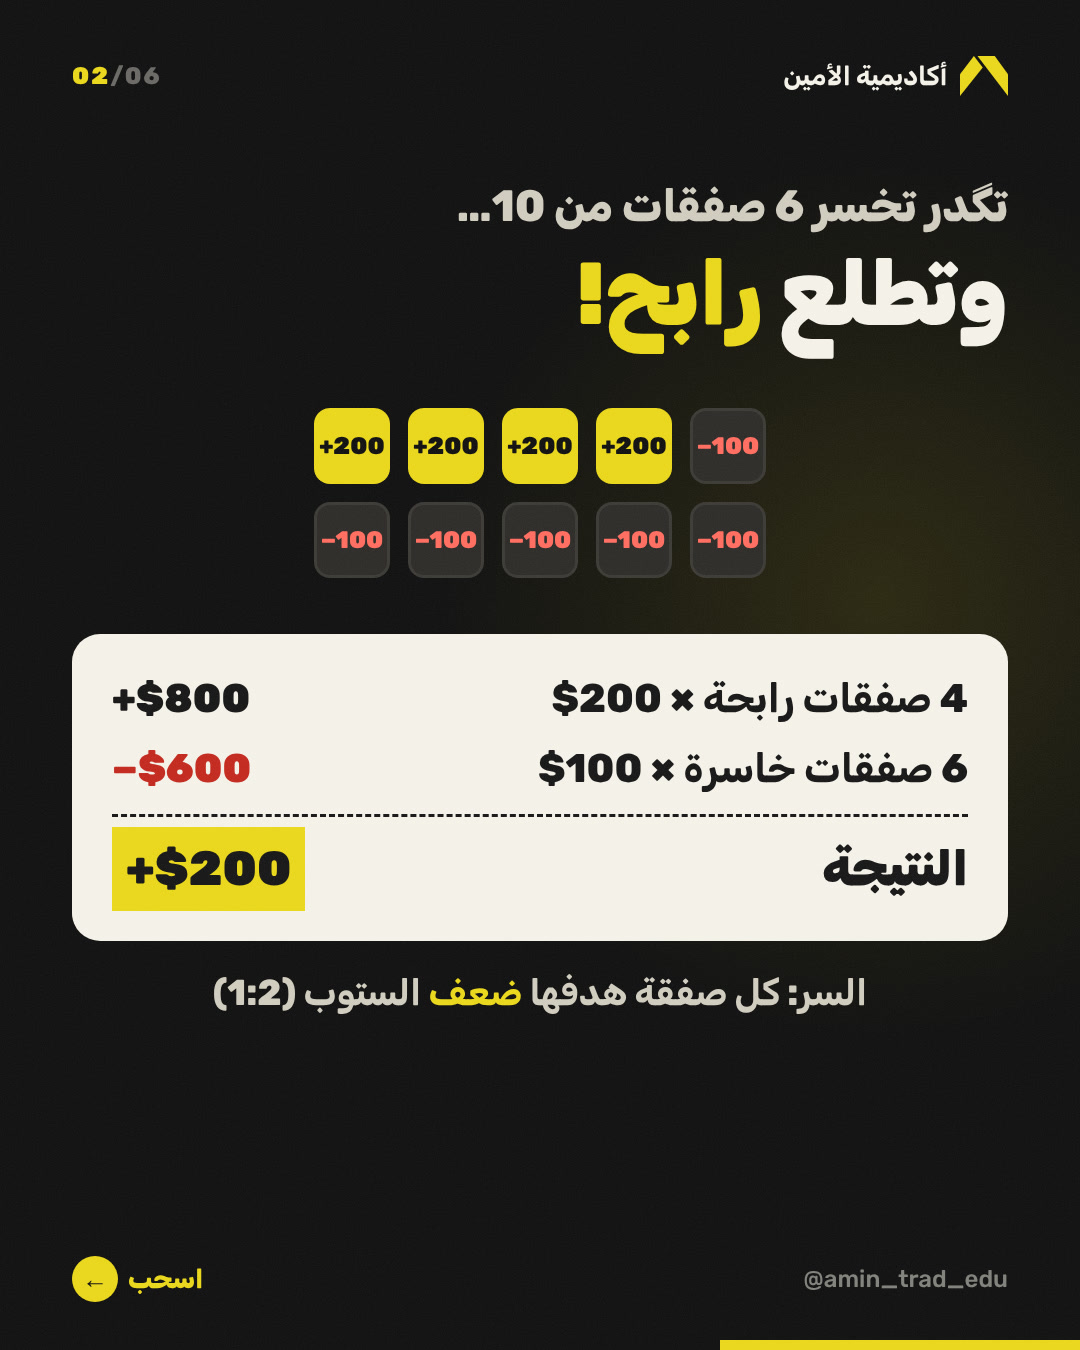 أكاديمية الأمين
02/06
تگدر تخسر 6 صفقات من 10...
وتطلع رابح!
+200 +200 +200 +200 −100
−100 −100 −100 −100 −100
4 صفقات رابحة × 200$ +$800
6 صفقات خاسرة × 100$ −$600
النتيجة +$200
السر: كل صفقة هدفها ضعف الستوب (1:2)
@amin_trad_edu
اسحب ←